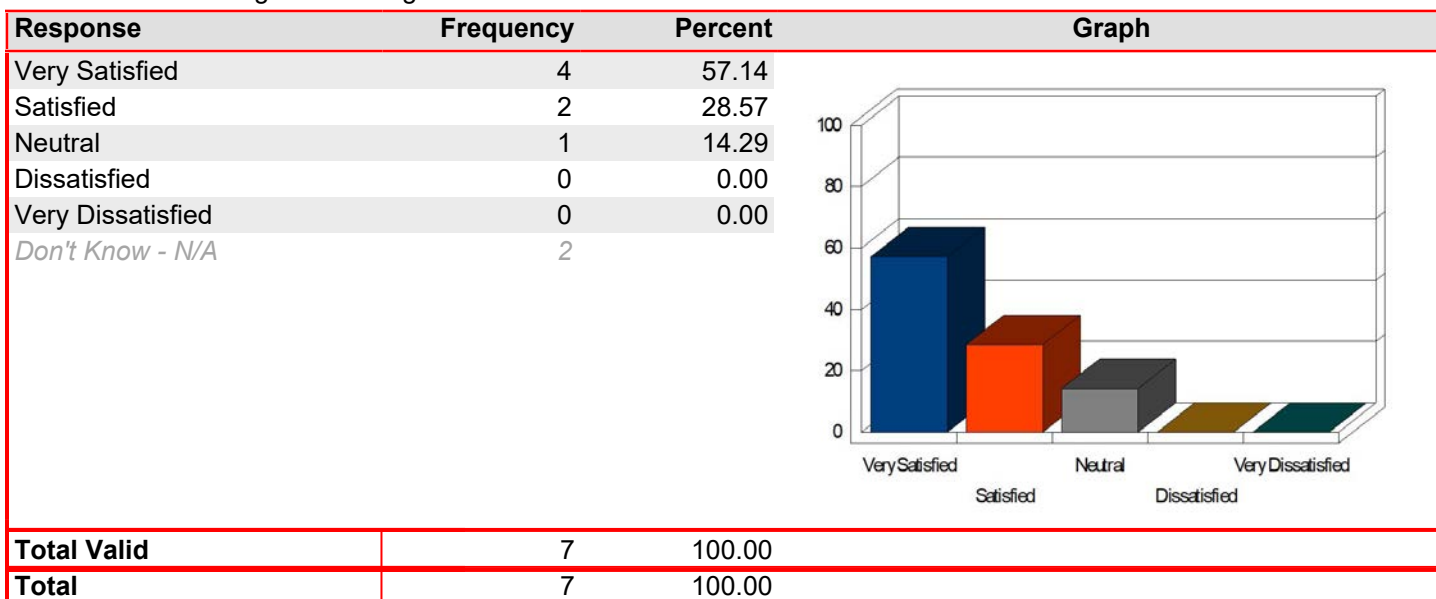 Response Frequency Percent Graph
Very Satisfied 4 57.14
Satisfied 2 28.57
Neutral 1 14.29
Dissatisfied 0 0.00
Very Dissatisfied 0 0.00
Don't Know - N/A 2
100
80
60
40
20
0
Very Satisfied Neutral Very Dissatisfied
Satisfied Dissatisfied
Total Valid 7 100.00
Total 7 100.00